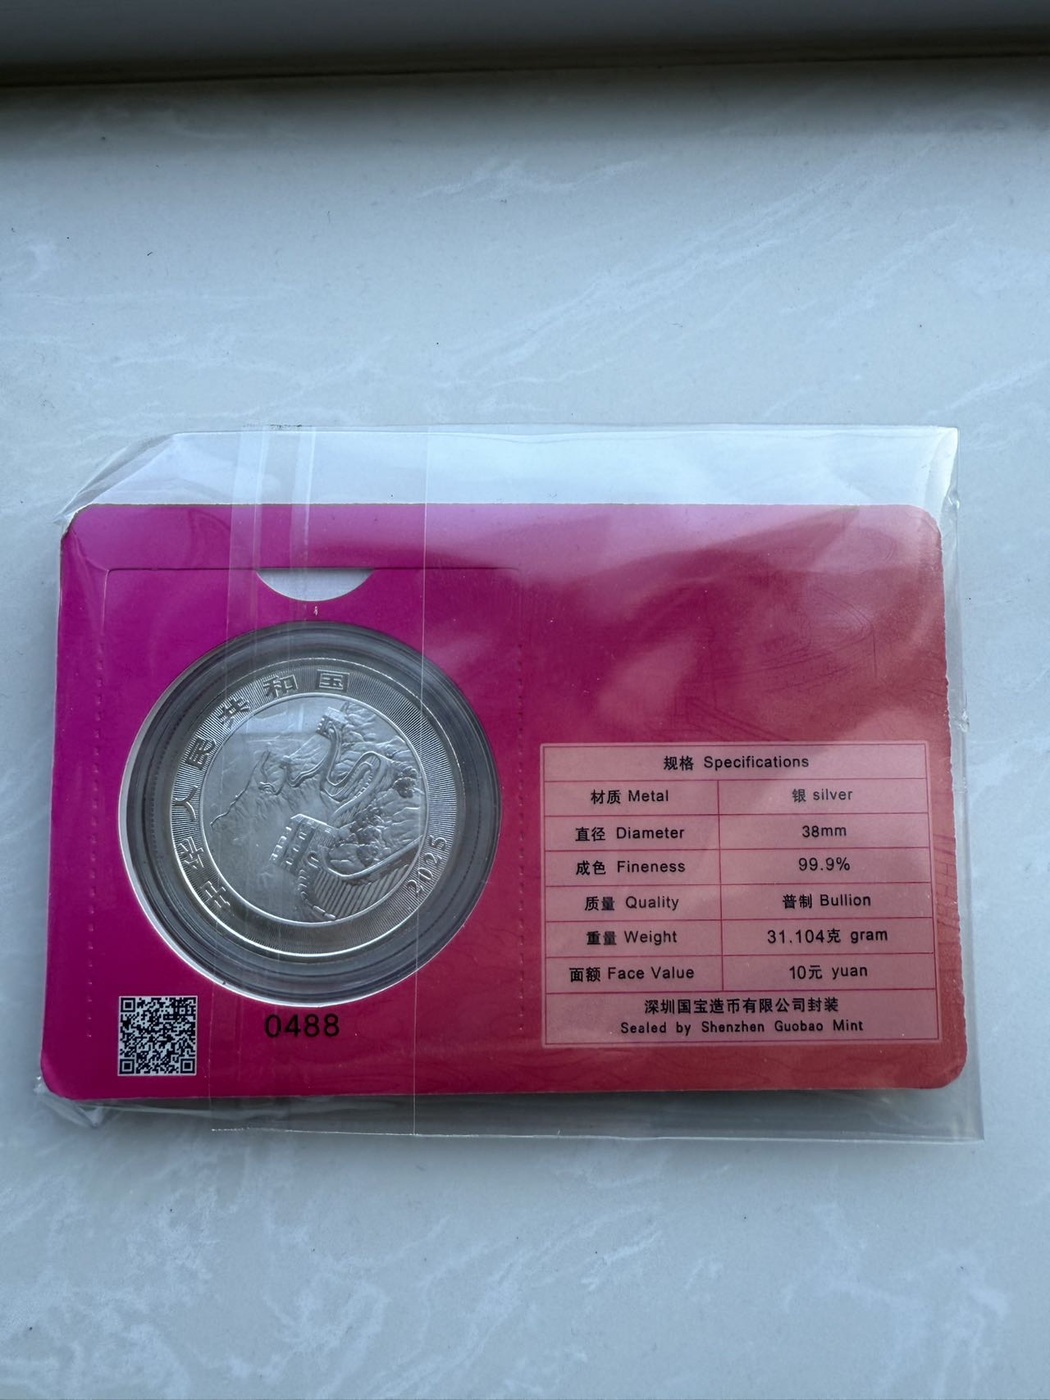 中华人民共和国
2025
0488
规格 Specifications
材质 Metal 银 silver
直径 Diameter 38mm
成色 Fineness 99.9%
质量 Quality 普制 Bullion
重量 Weight 31.104克 gram
面额 Face Value 10元 yuan
深圳国宝造币有限公司封装
Sealed by Shenzhen Guobao Mint